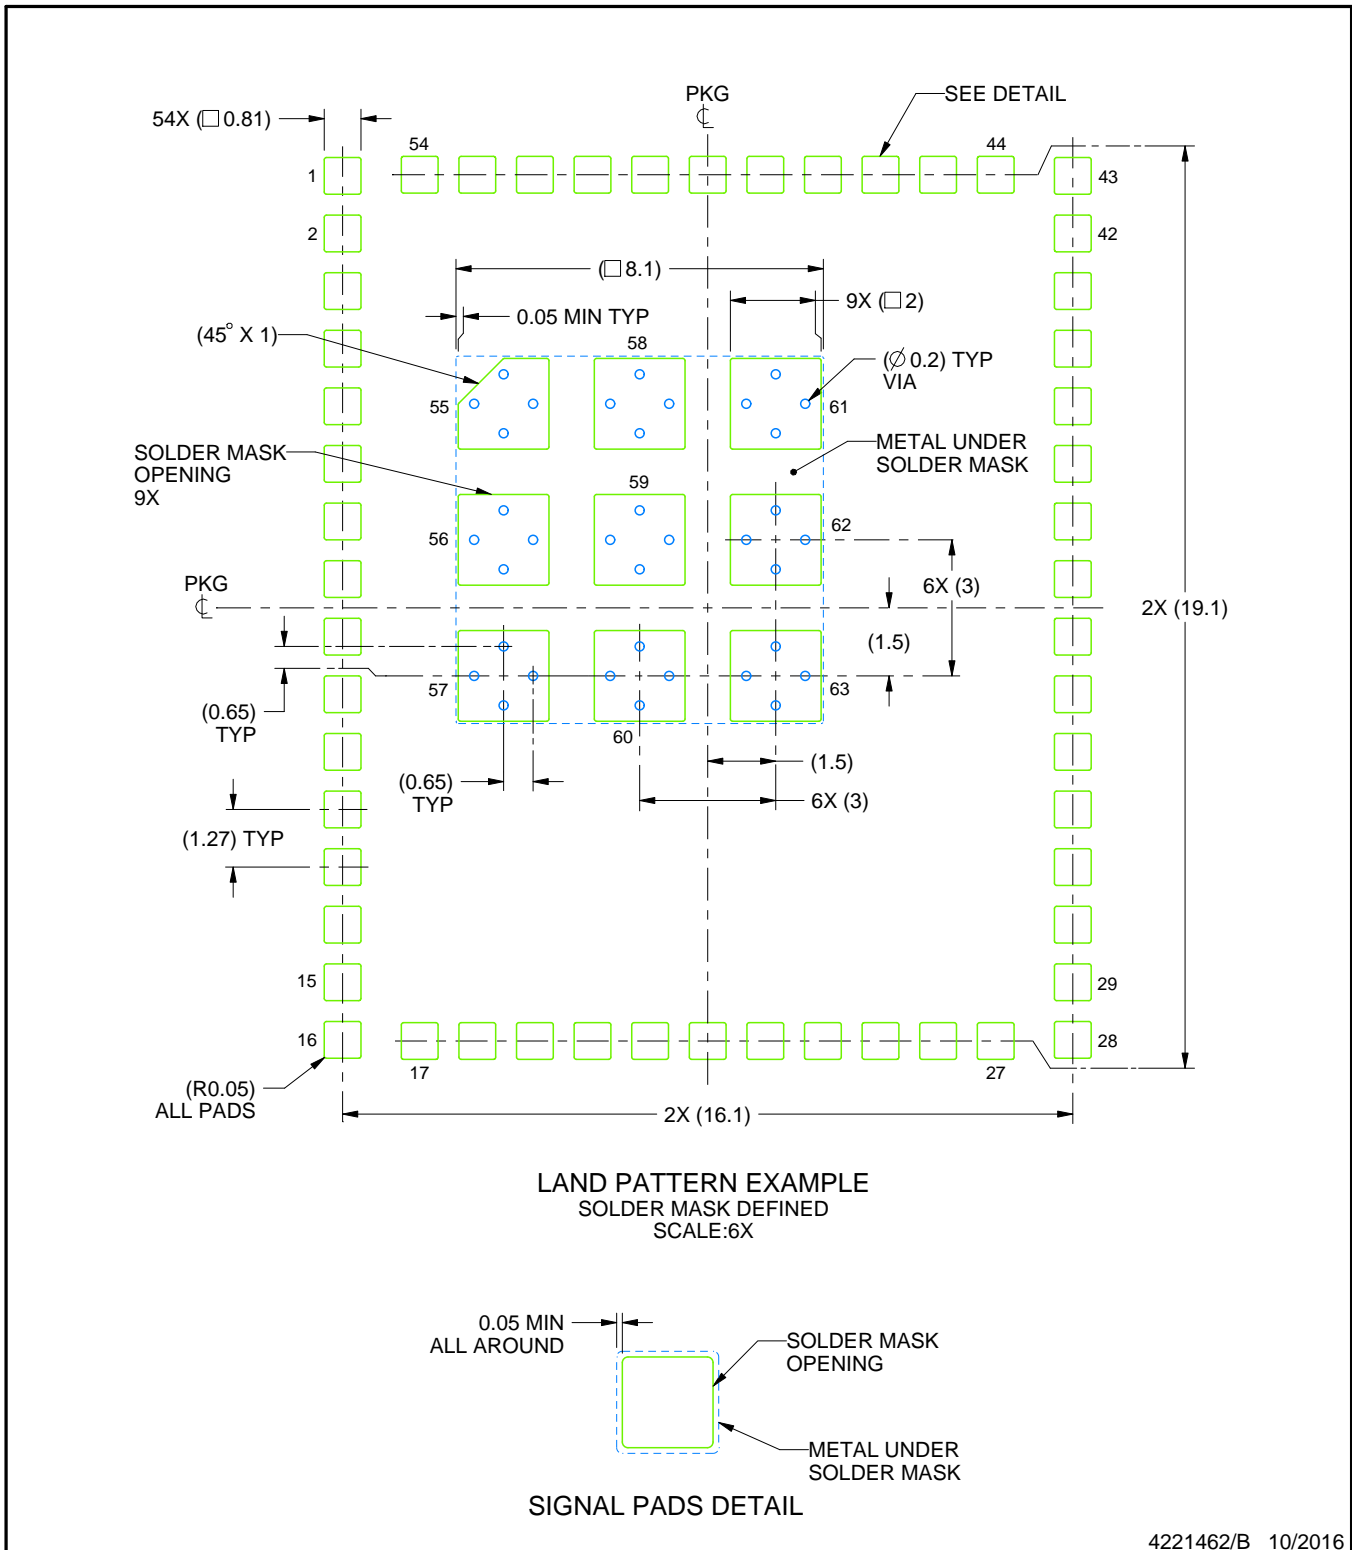 PKG
℄
SEE DETAIL
54X (□ 0.81)
54
44
1
43
2
42
(□ 8.1)
9X (□ 2)
0.05 MIN TYP
(45° X 1)
58
(∅ 0.2) TYP
VIA
55
61
SOLDER MASK
OPENING
9X
METAL UNDER
SOLDER MASK
59
56
62
PKG
℄
6X (3)
2X (19.1)
(1.5)
57
63
(0.65)
TYP
60
(1.5)
(0.65)
TYP
6X (3)
(1.27) TYP
15
29
16
28
17
27
(R0.05)
ALL PADS
2X (16.1)
LAND PATTERN EXAMPLE
SOLDER MASK DEFINED
SCALE:6X
0.05 MIN
ALL AROUND
SOLDER MASK
OPENING
METAL UNDER
SOLDER MASK
SIGNAL PADS DETAIL
4221462/B 10/2016